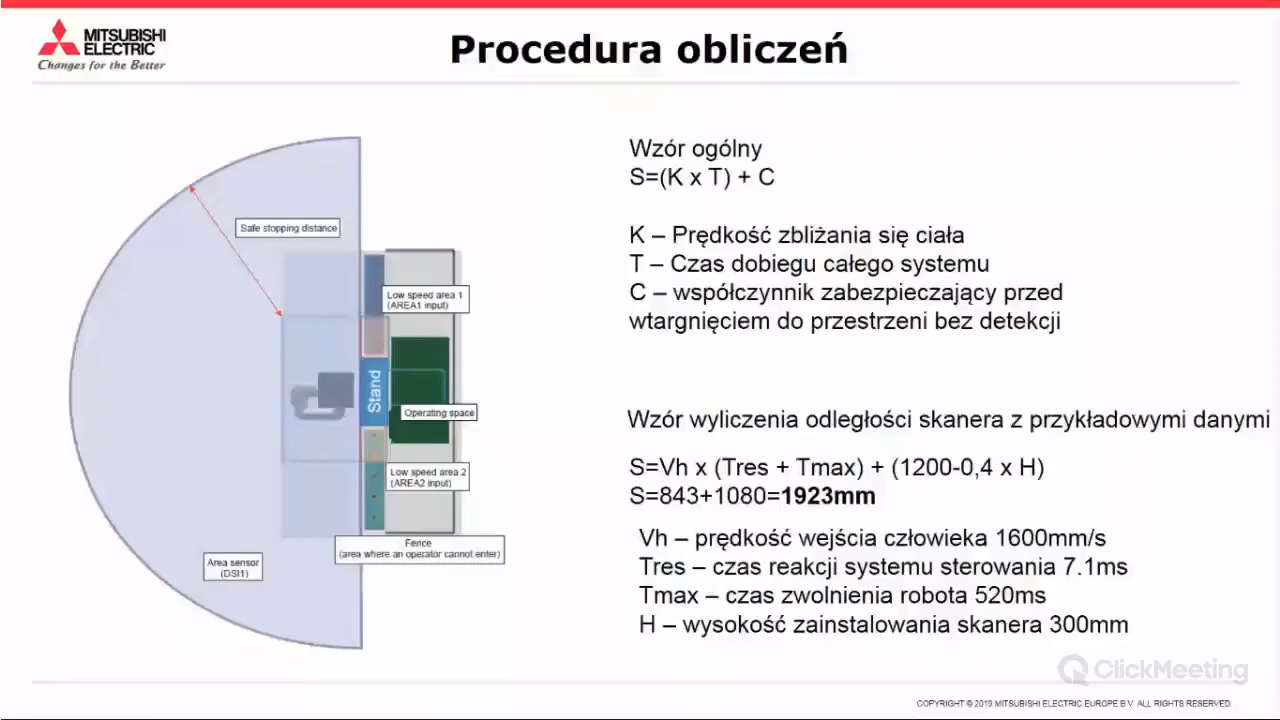 MITSUBISHI
ELECTRIC
Changes for the Better
Procedura obliczeń
Safe stopping distance
Low speed area 1
(AREA1 input)
Stand
Operating space
Low speed area 2
(AREA2 input)
Fence
(area where an operator cannot enter)
Area sensor
(DSI1)
Wzór ogólny
S=(K x T) + C
K – Prędkość zbliżania się ciała
T – Czas dobiegu całego systemu
C – współczynnik zabezpieczający przed
wtargnięciem do przestrzeni bez detekcji
Wzór wyliczenia odległości skanera z przykładowymi danymi
S=Vh x (Tres + Tmax) + (1200-0,4 x H)
S=843+1080=1923mm
Vh – prędkość wejścia człowieka 1600mm/s
Tres – czas reakcji systemu sterowania 7.1ms
Tmax – czas zwolnienia robota 520ms
H – wysokość zainstalowania skanera 300mm
ClickMeeting
COPYRIGHT © 2019 MITSUBISHI ELECTRIC EUROPE B.V. ALL RIGHTS RESERVED.